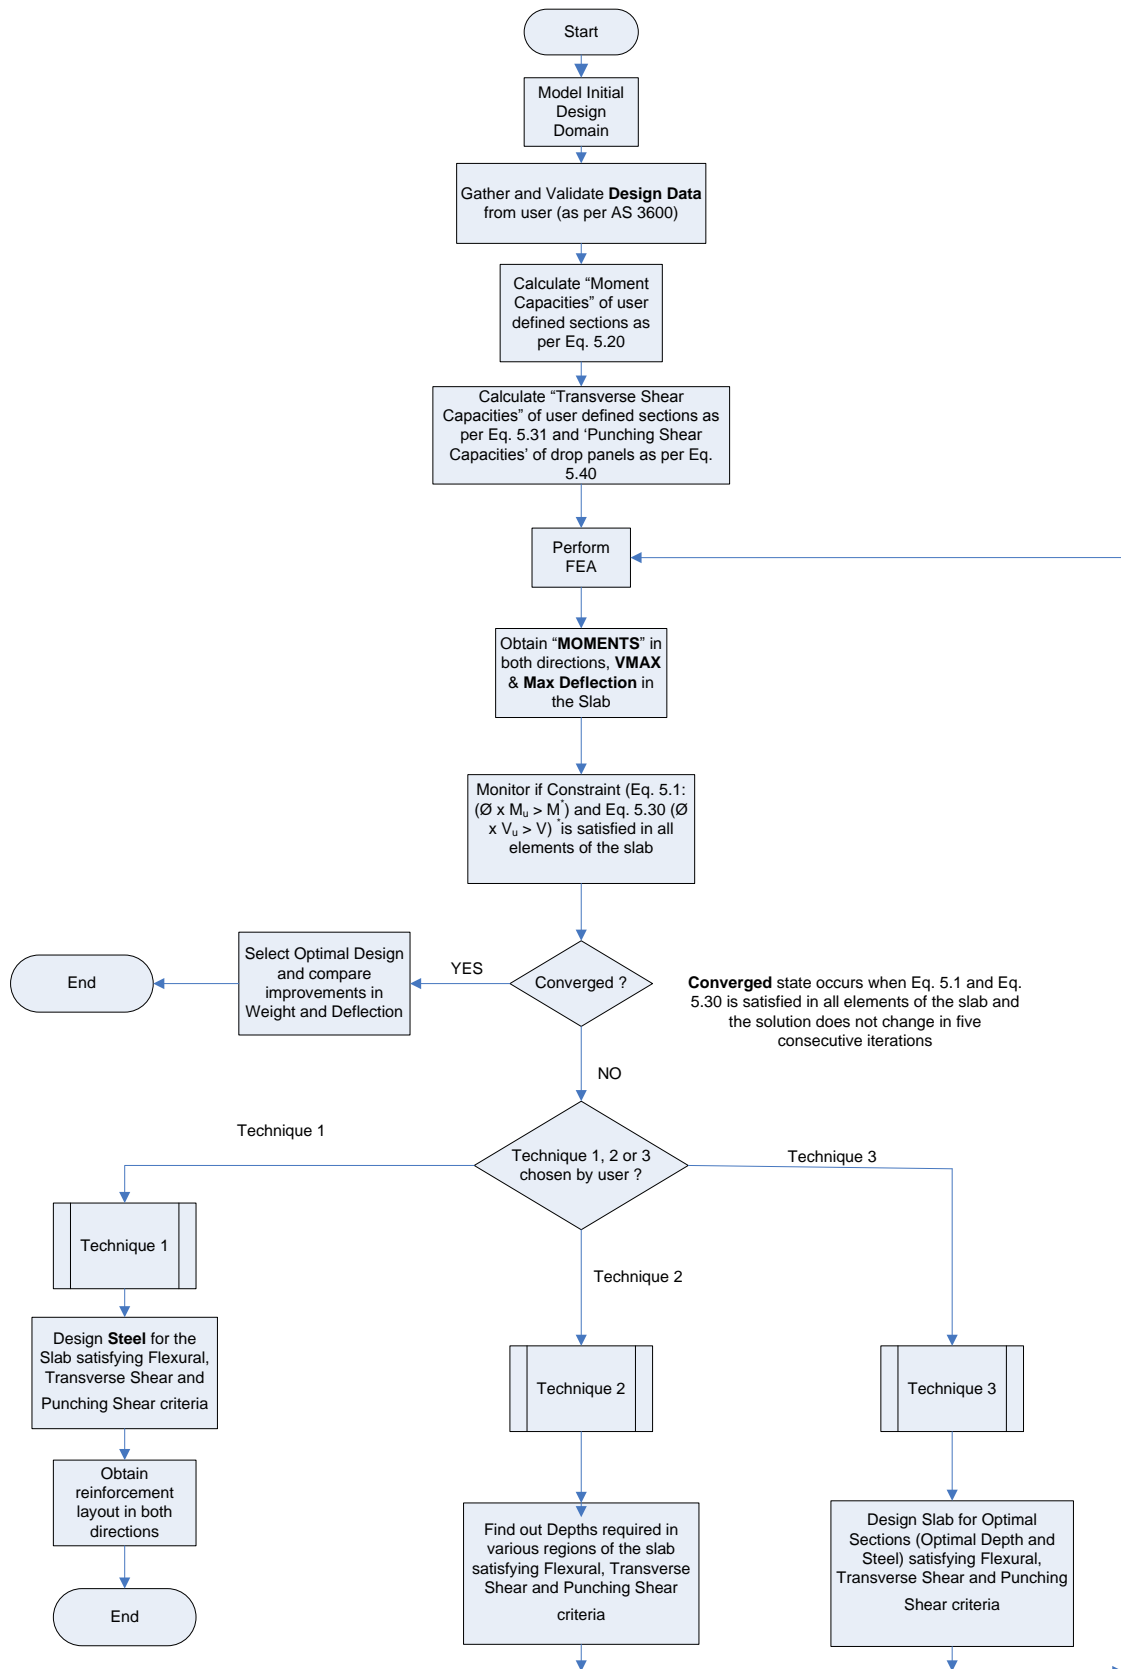 Start
Model Initial
Design
Domain
Gather and Validate Design Data
from user (as per AS 3600)
Calculate “Moment
Capacities” of user
defined sections as
per Eq. 5.20
Calculate “Transverse Shear
Capacities” of user defined sections as
per Eq. 5.31 and ‘Punching Shear
Capacities’ of drop panels as per Eq.
5.40
Perform
FEA
Obtain “MOMENTS” in
both directions, VMAX
& Max Deflection in
the Slab
Monitor if Constraint (Eq. 5.1:
(Ø x Mu > M*) and Eq. 5.30 (Ø
x Vu > V) *is satisfied in all
elements of the slab
Converged ?
YES
Select Optimal Design
and compare
improvements in
Weight and Deflection
End
Converged state occurs when Eq. 5.1 and Eq.
5.30 is satisfied in all elements of the slab and
the solution does not change in five
consecutive iterations
NO
Technique 1, 2 or 3
chosen by user ?
Technique 1
Technique 3
Technique 2
Technique 1
Design Steel for the
Slab satisfying Flexural,
Transverse Shear and
Punching Shear criteria
Obtain
reinforcement
layout in both
directions
End
Technique 2
Find out Depths required in
various regions of the slab
satisfying Flexural, Transverse
Shear and Punching Shear
criteria
Technique 3
Design Slab for Optimal
Sections (Optimal Depth and
Steel) satisfying Flexural,
Transverse Shear and Punching
Shear criteria